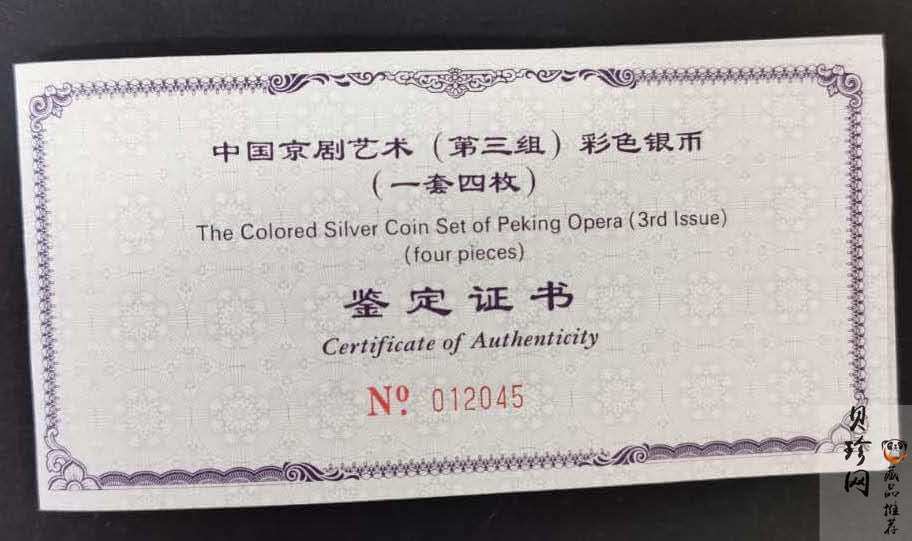 中国京剧艺术（第三组）彩色银币
（一套四枚）
The Colored Silver Coin Set of Peking Opera (3rd Issue)
(four pieces)
鉴定证书
Certificate of Authenticity
Nº 012045
贝珍网
藏品推荐